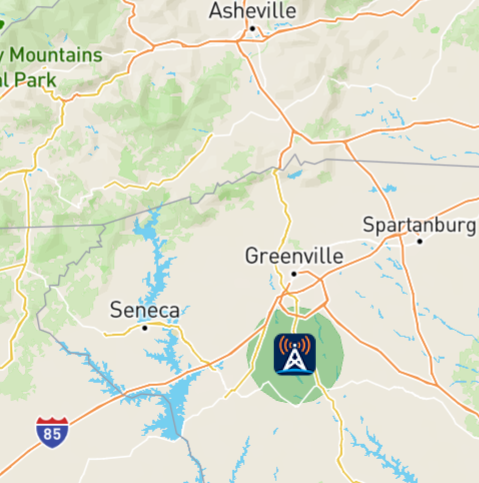 Asheville
y Mountains
al Park
Spartanburg
Greenville
Seneca
85